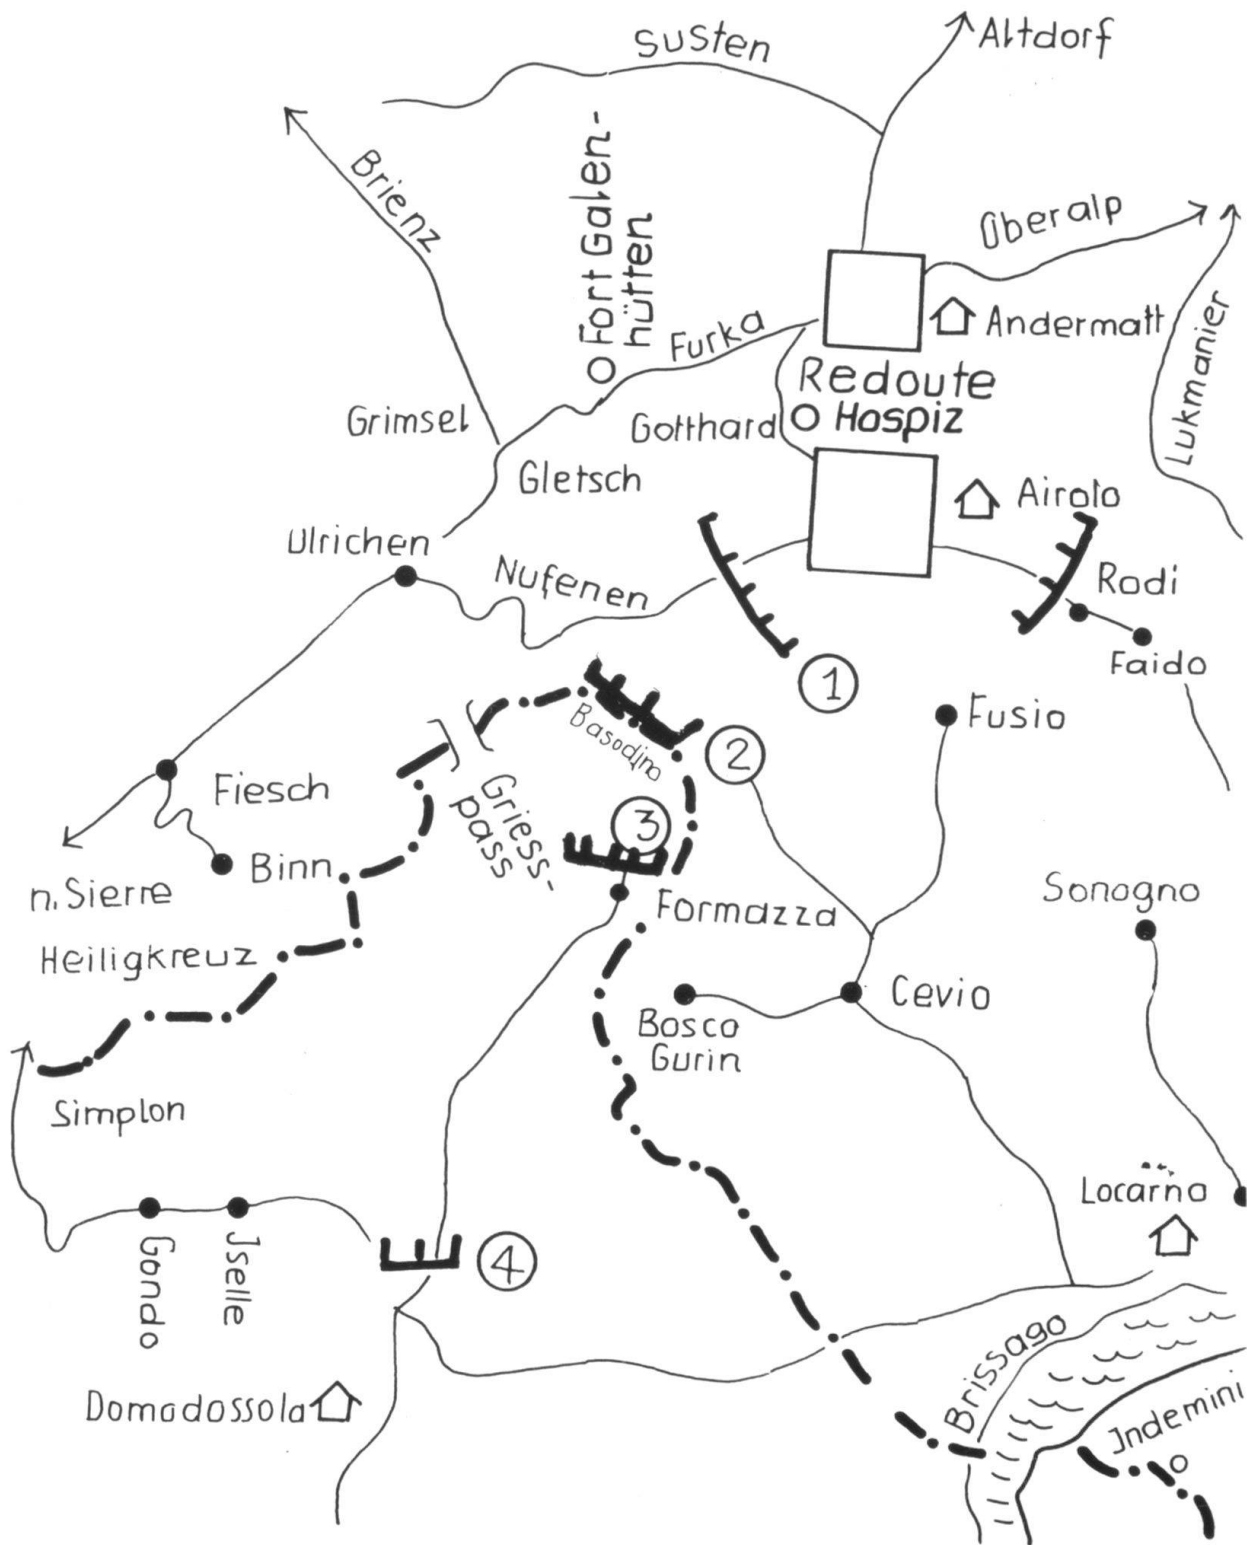 Susten
Altdorf
Brienz
Fort Galen-
hütten
Oberalp
Furka
Andermatt
Lukmanier
Redoute
Grimsel
Gotthard
Hospiz
Gletsch
Airolo
Ulrichen
Nufenen
Rodi
Faido
1
Basodino
Fusio
2
Fiesch
Griess-
pass
3
Binn
n. Sierre
Formazza
Sonogno
Heiligkreuz
Cevio
Bosco
Gurin
Simplon
Locarno
Gondo
Jselle
4
Brissago
Domodossola
Jndemini